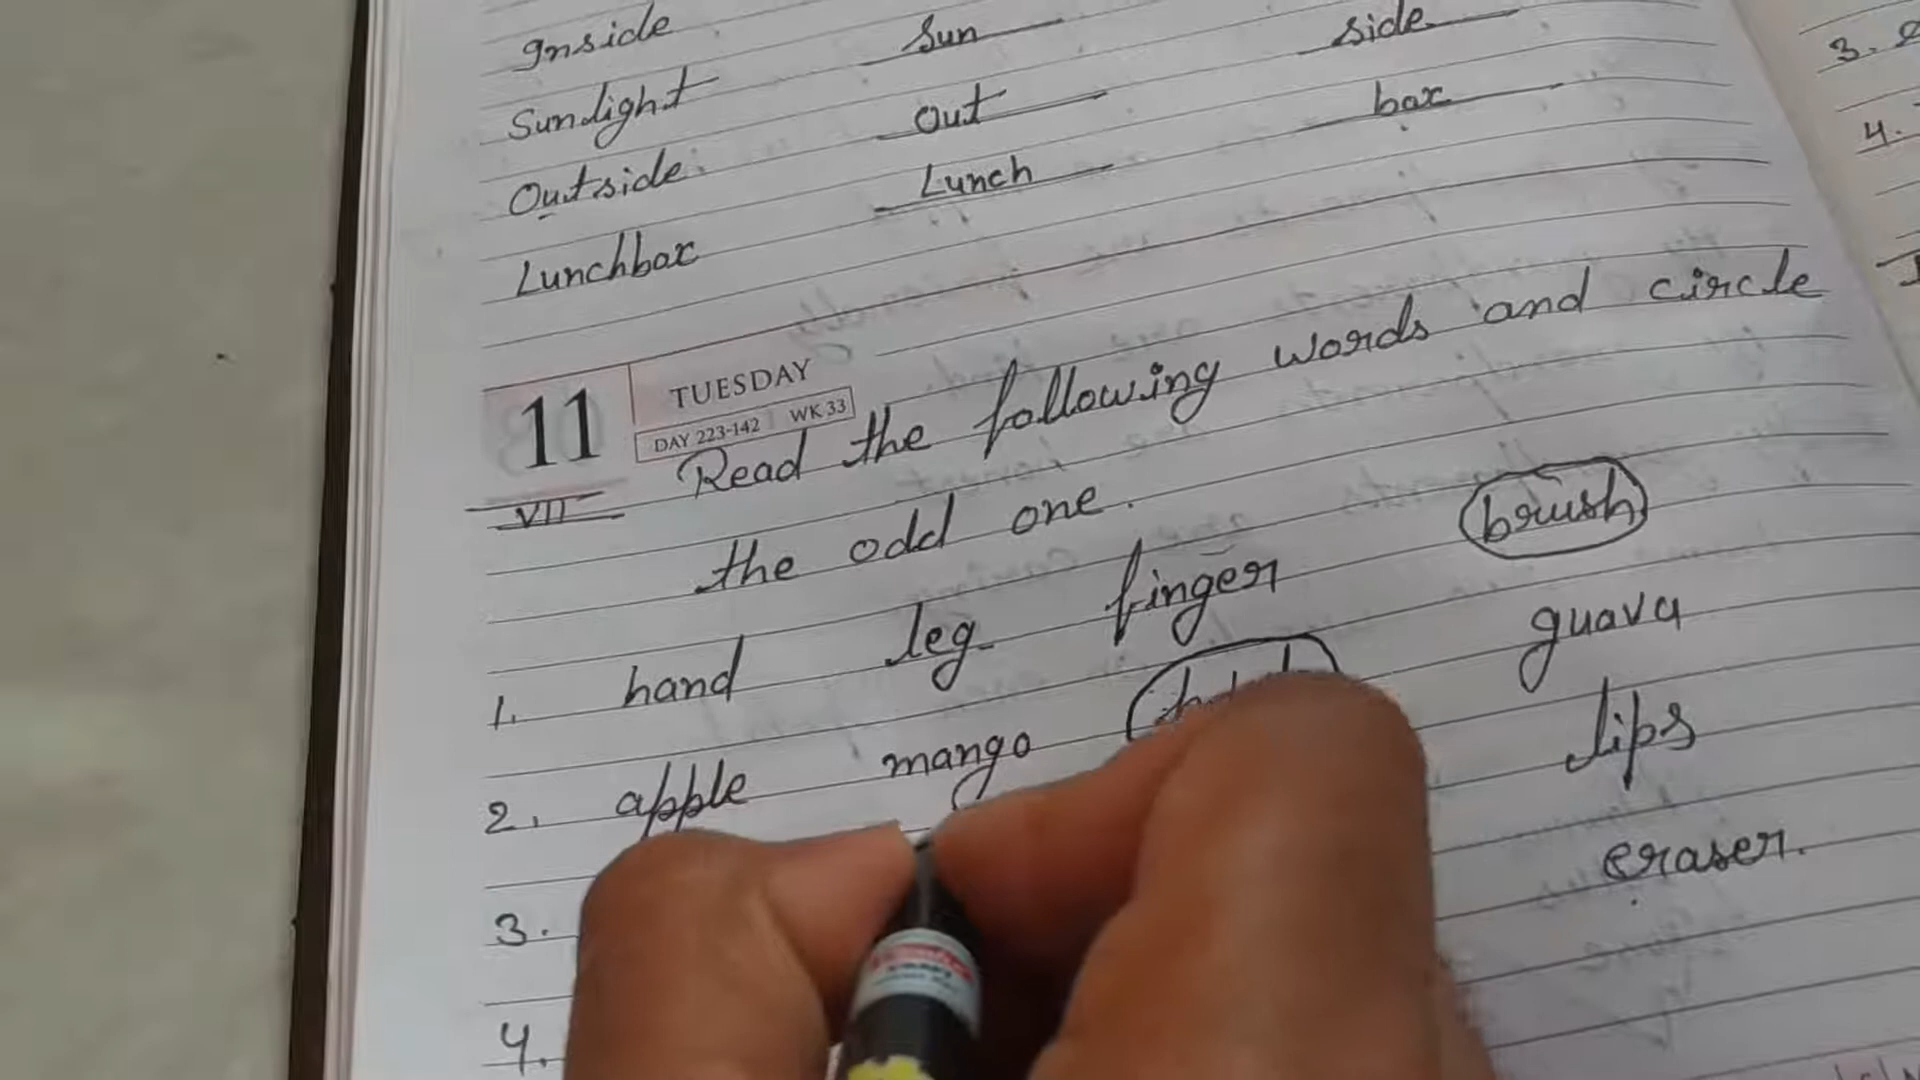 Inside Sun side
Sunlight Out box
Outside Lunch
Lunchbox
11 TUESDAY
DAY 223-142 WK 33
VII Read the following words and circle
the odd one.
1. hand leg finger brush
2. apple mango guava
3. lips
4. eraser.
3.
4.